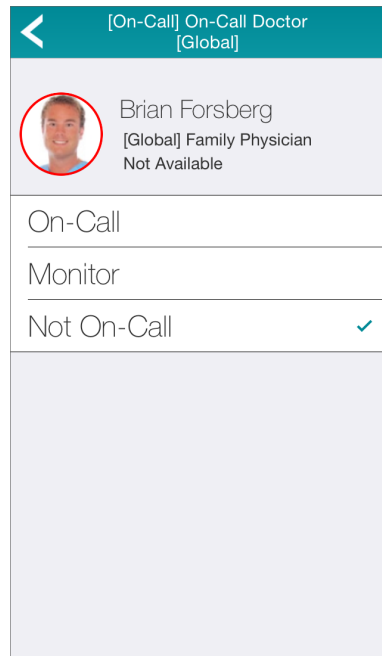 [On-Call] On-Call Doctor
[Global]
Brian Forsberg
[Global] Family Physician
Not Available
On-Call
Monitor
Not On-Call